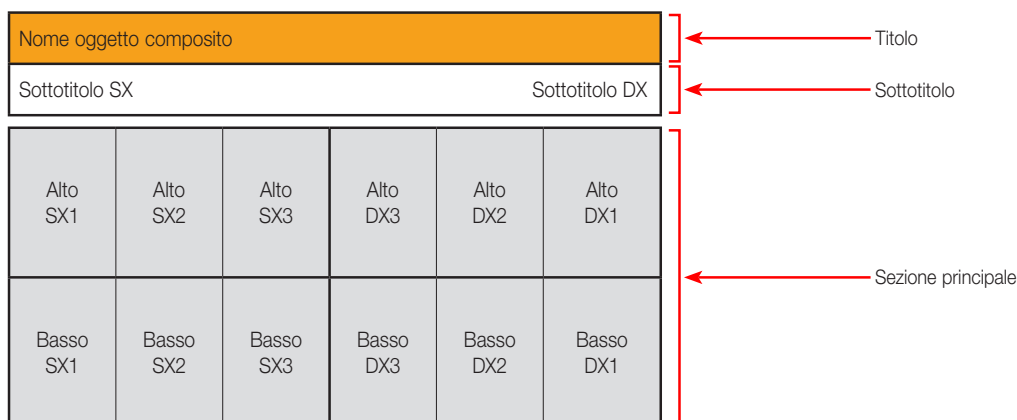 Nome oggetto composito
Titolo
Sottotitolo SX Sottotitolo DX
Sottotitolo
Alto
SX1
Alto
SX2
Alto
SX3
Alto
DX3
Alto
DX2
Alto
DX1
Sezione principale
Basso
SX1
Basso
SX2
Basso
SX3
Basso
DX3
Basso
DX2
Basso
DX1